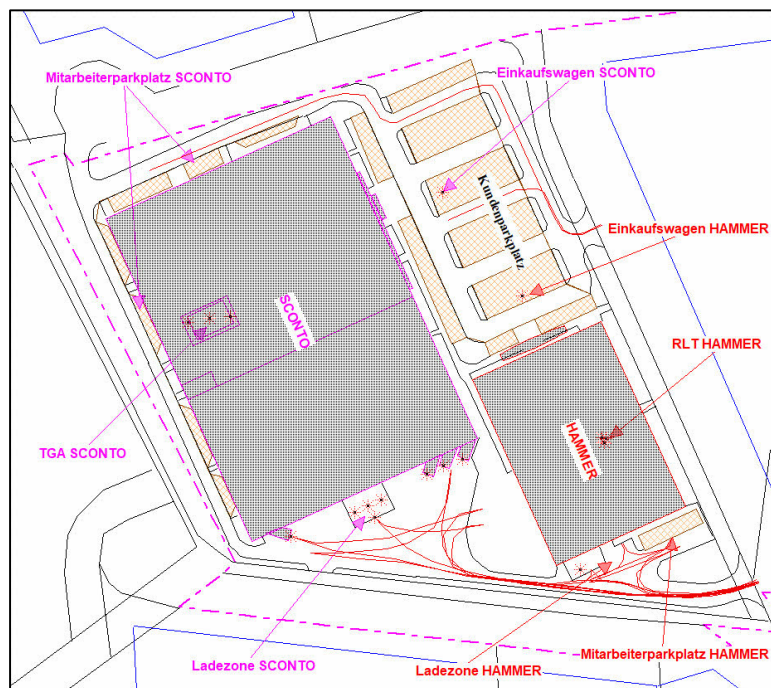 Mitarbeiterparkplatz SCONTO
Einkaufswagen SCONTO
Kundenparkplatz
Einkaufswagen HAMMER
SCONTO
RLT HAMMER
HAMMER
TGA SCONTO
Ladezone SCONTO
Ladezone HAMMER
Mitarbeiterparkplatz HAMMER